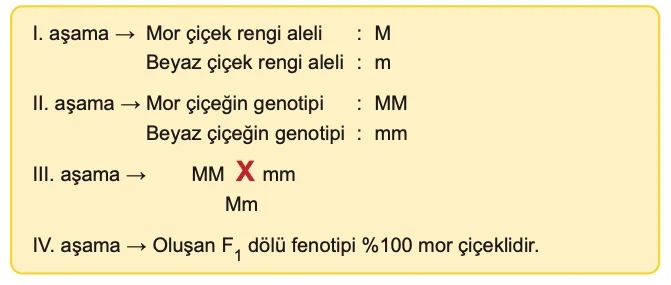 I. aşama → Mor çiçek rengi aleli : M
Beyaz çiçek rengi aleli : m
II. aşama → Mor çiçeğin genotipi : MM
Beyaz çiçeğin genotipi : mm
III. aşama → MM X mm
Mm
IV. aşama → Oluşan F1 dölü fenotipi %100 mor çiçeklidir.